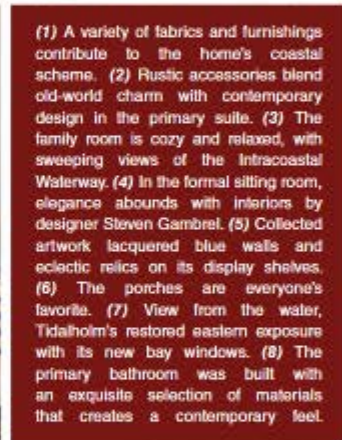 (1) A variety of fabrics and furnishings
contribute to the home's coastal
scheme. (2) Rustic accessories blend
old-world charm with contemporary
design in the primary suite. (3) The
family room is cozy and relaxed, with
sweeping views of the Intracoastal
Waterway. (4) In the formal sitting room,
elegance abounds with interiors by
designer Steven Gambrel. (5) Collected
artwork lacquered blue walls and
eclectic relics on its display shelves.
(6) The porches are everyone's
favorite. (7) View from the water,
Tidalholm's restored eastern exposure
with its new bay windows. (8) The
primary bathroom was built with
an exquisite selection of materials
that creates a contemporary feel.